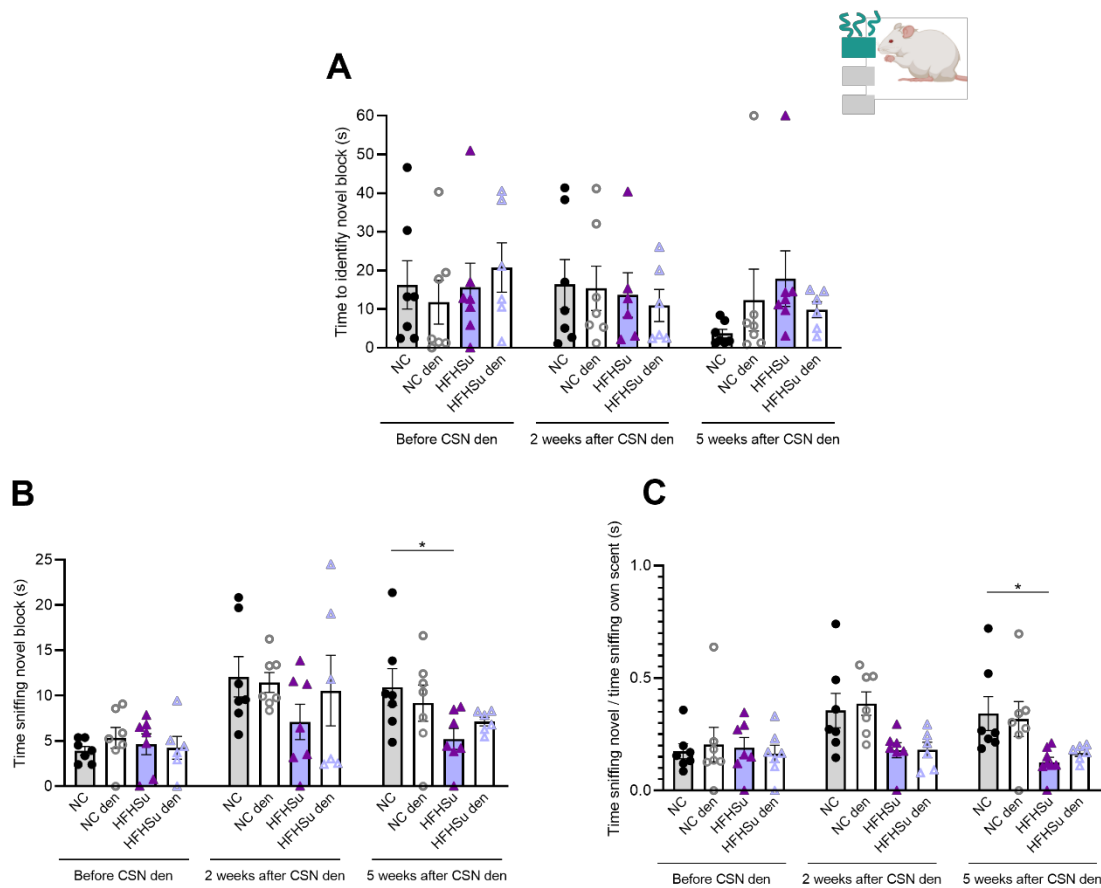 A
Time to identify novel block (s)
60
50
40
30
20
10
0
NC
NC den
HFHSu
HFHSu den
NC
NC den
HFHSu
HFHSu den
NC
NC den
HFHSu
HFHSu den
Before CSN den
2 weeks after CSN den
5 weeks after CSN den
B
Time sniffing novel block (s)
25
20
15
10
5
0
*
NC
NC den
HFHSu
HFHSu den
NC
NC den
HFHSu
HFHSu den
NC
NC den
HFHSu
HFHSu den
Before CSN den
2 weeks after CSN den
5 weeks after CSN den
C
Time sniffing novel / time sniffing own scent (s)
1.0
0.5
0.0
*
NC
NC den
HFHSu
HFHSu den
NC
NC den
HFHSu
HFHSu den
NC
NC den
HFHSu
HFHSu den
Before CSN den
2 weeks after CSN den
5 weeks after CSN den